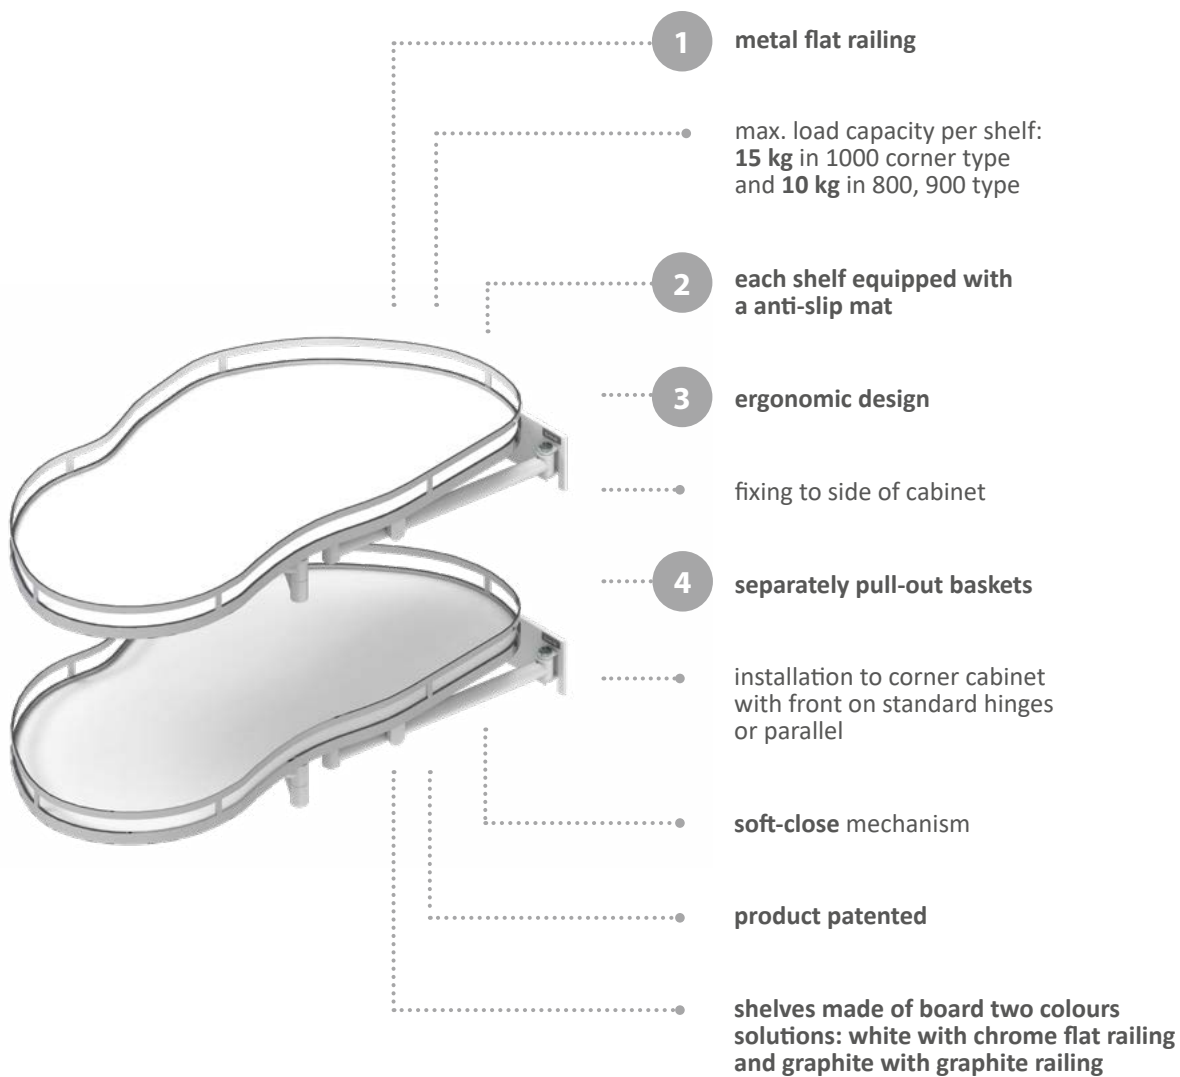 1 metal flat railing
max. load capacity per shelf:
15 kg in 1000 corner type
and 10 kg in 800, 900 type
2 each shelf equipped with
a anti-slip mat
3 ergonomic design
fixing to side of cabinet
4 separately pull-out baskets
installation to corner cabinet
with front on standard hinges
or parallel
soft-close mechanism
product patented
shelves made of board two colours
solutions: white with chrome flat railing
and graphite with graphite railing